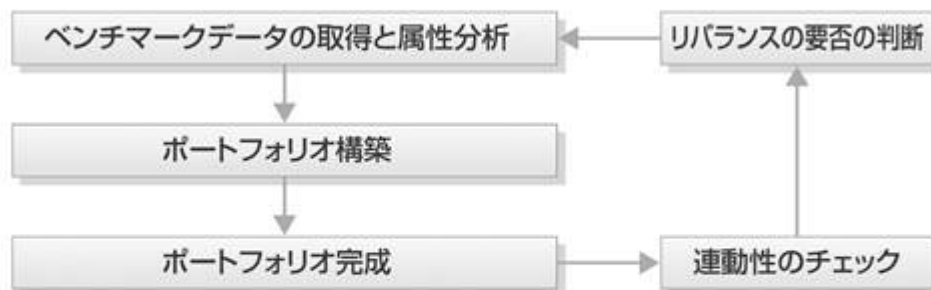 ベンチマークデータの取得と属性分析
リバランスの要否の判断
ポートフォリオ構築
ポートフォリオ完成
連動性のチェック